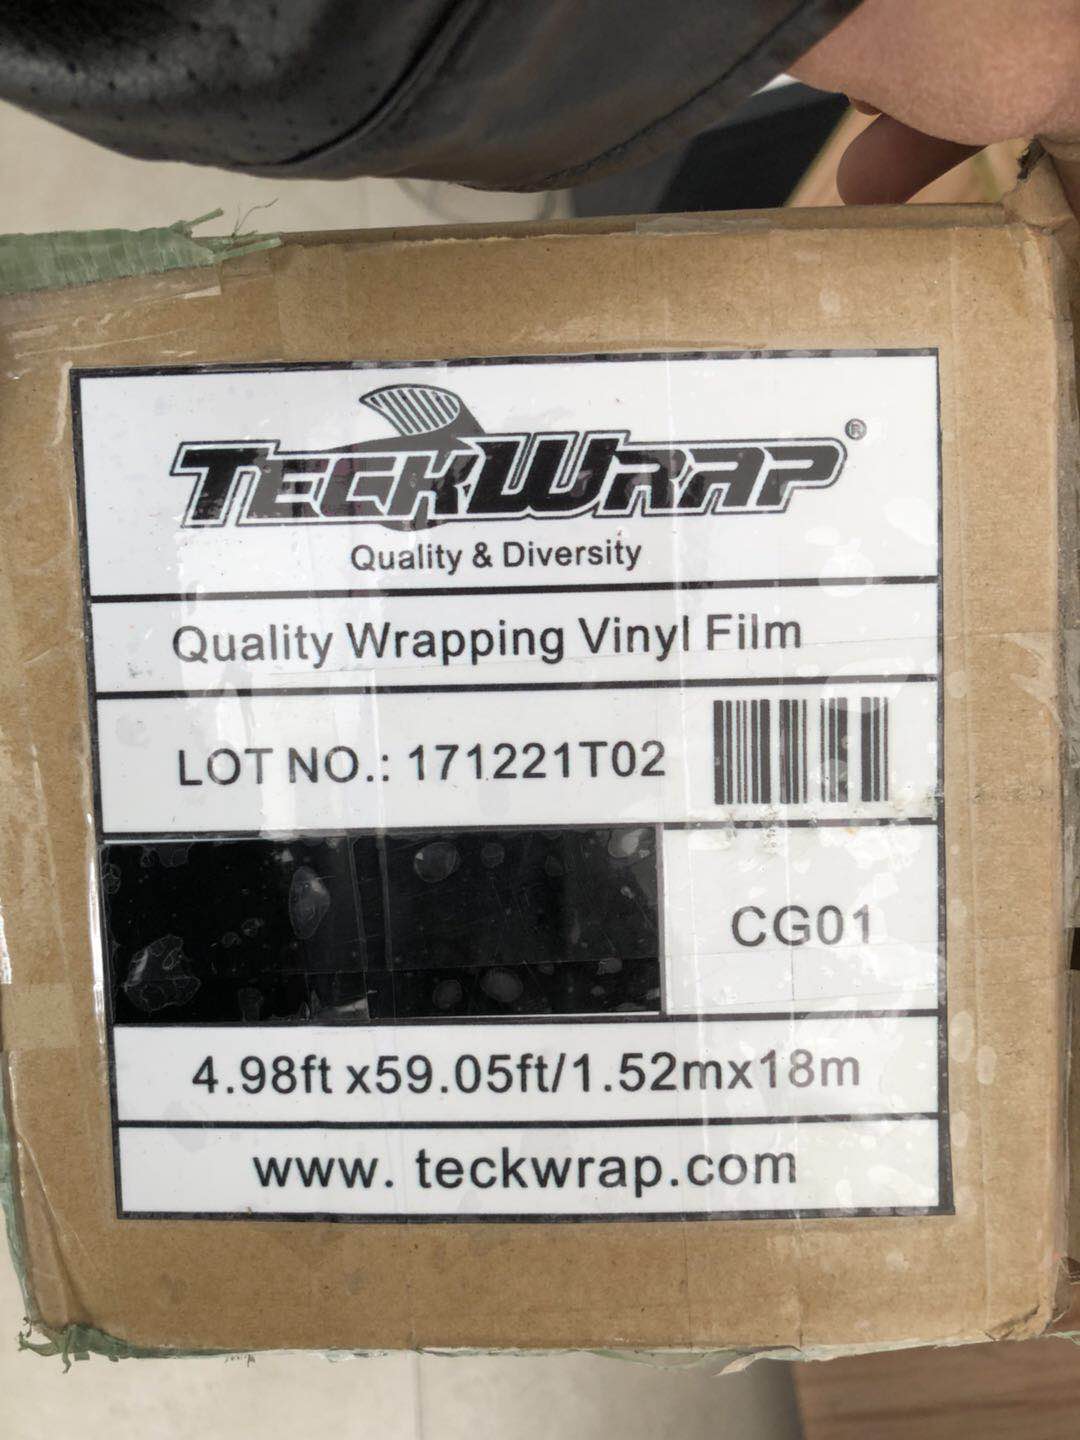 TECKWRAP®
Quality & Diversity
Quality Wrapping Vinyl Film
LOT NO.: 171221T02
CG01
4.98ft x59.05ft/1.52mx18m
www. teckwrap.com